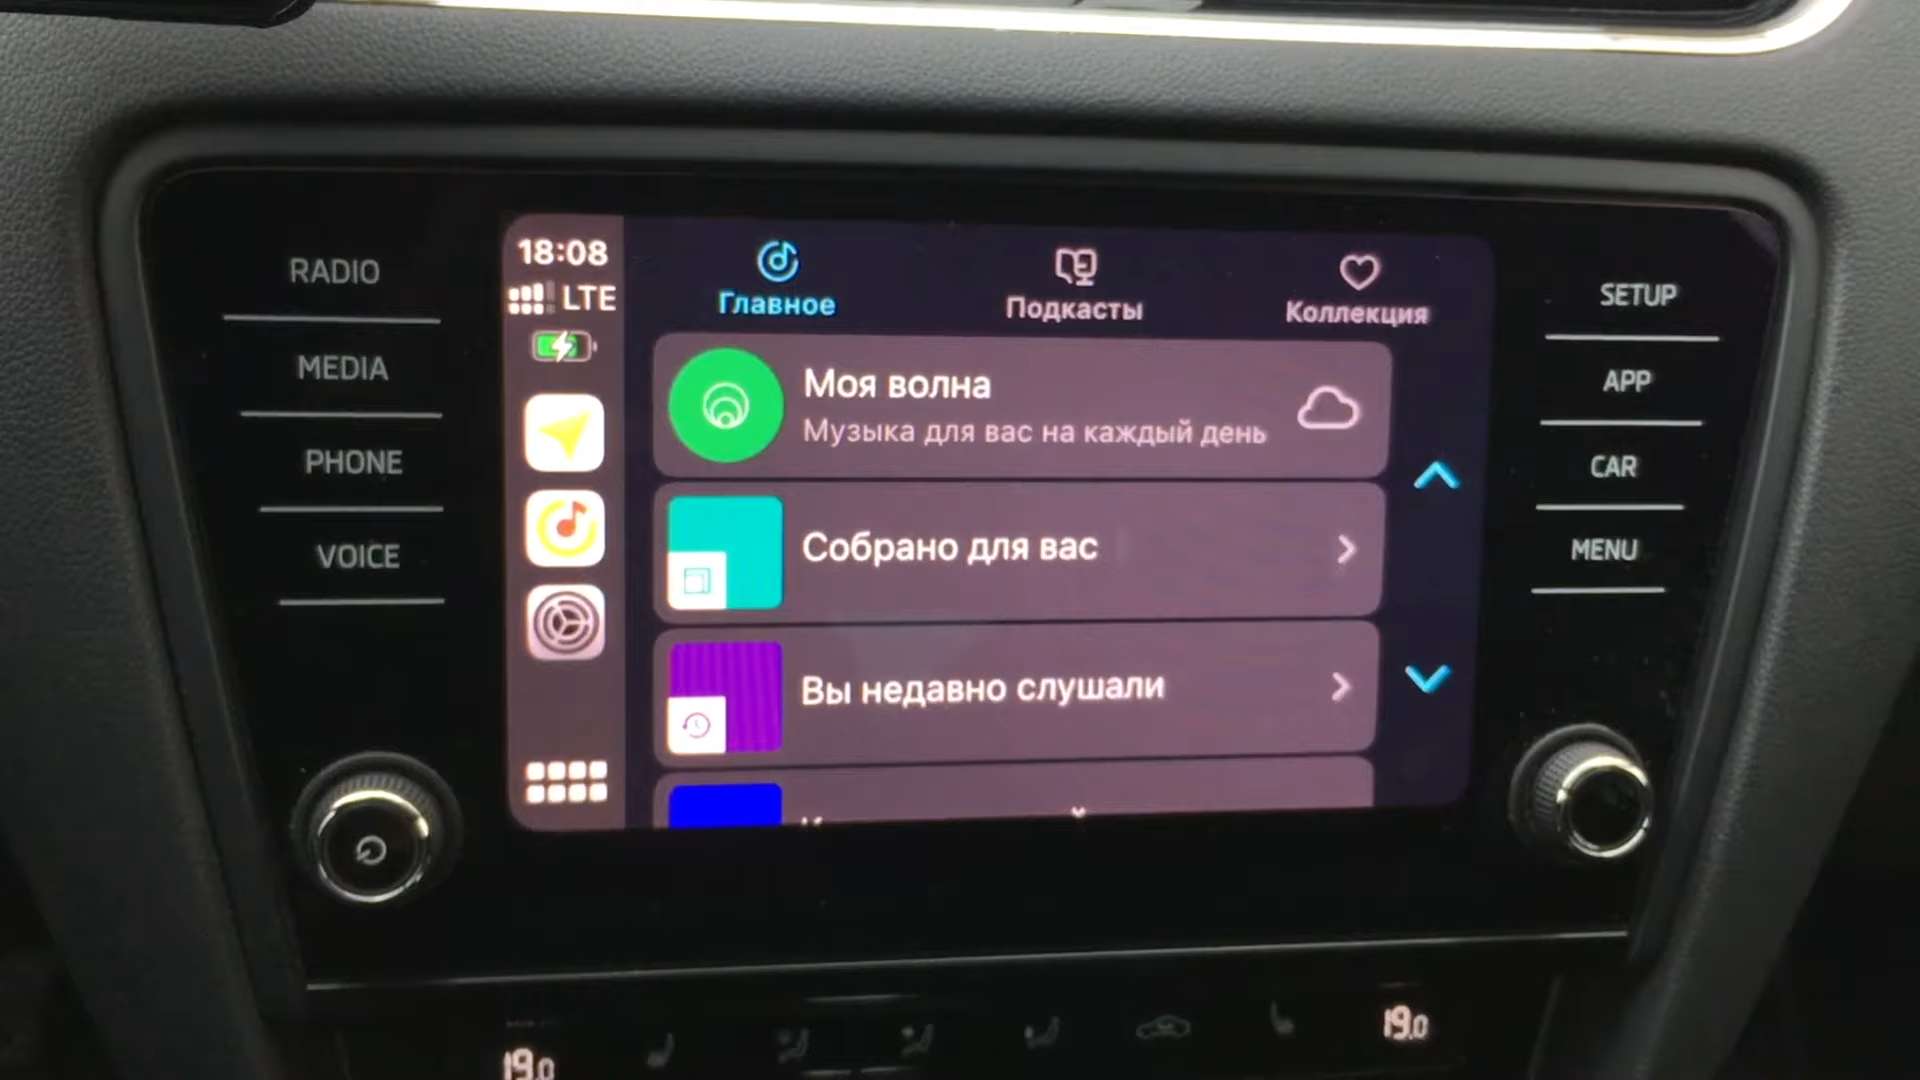 RADIO
MEDIA
PHONE
VOICE
18:08
LTE
Главное
Подкасты
Коллекция
Моя волна
Музыка для вас на каждый день
Собрано для вас
Вы недавно слушали
SETUP
APP
CAR
MENU
19.0
19.0